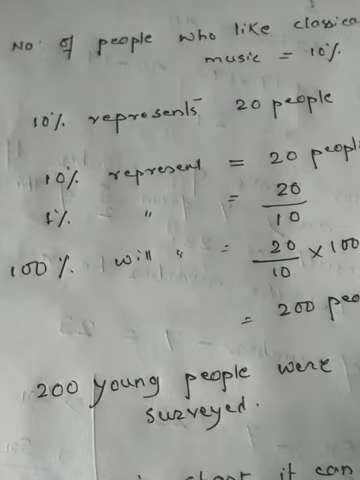 No. of people who like classica
music = 10%
10% represents 20 people
10% represent = 20 peopl
1% " = 20/10
100% will " = 20/10 × 100
= 200 peo
200 young people were
surveyed.
it can